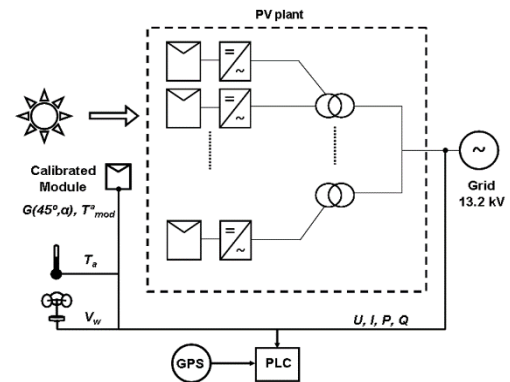 PV plant
=
~
=
~
Calibrated
Module
G(45º,α), Tªmod
~
Grid
13.2 kV
=
~
Ta
Vw
U, I, P, Q
GPS
PLC